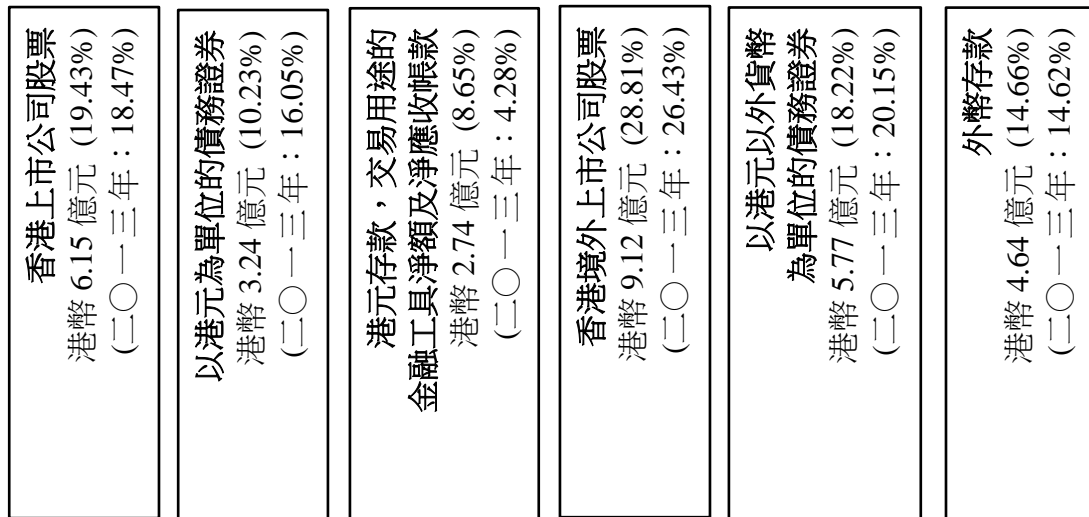 香港上市公司股票
港幣 6.15 億元 (19.43%)
(二〇一三年：18.47%)
以港元為單位的債務證券
港幣 3.24 億元 (10.23%)
(二〇一三年：16.05%)
港元存款，交易用途的
金融工具淨額及淨應收帳款
港幣 2.74 億元 (8.65%)
(二〇一三年：4.28%)
香港境外上市公司股票
港幣 9.12 億元 (28.81%)
(二〇一三年：26.43%)
以港元以外貨幣
為單位的債務證券
港幣 5.77 億元 (18.22%)
(二〇一三年：20.15%)
外幣存款
港幣 4.64 億元 (14.66%)
(二〇一三年：14.62%)